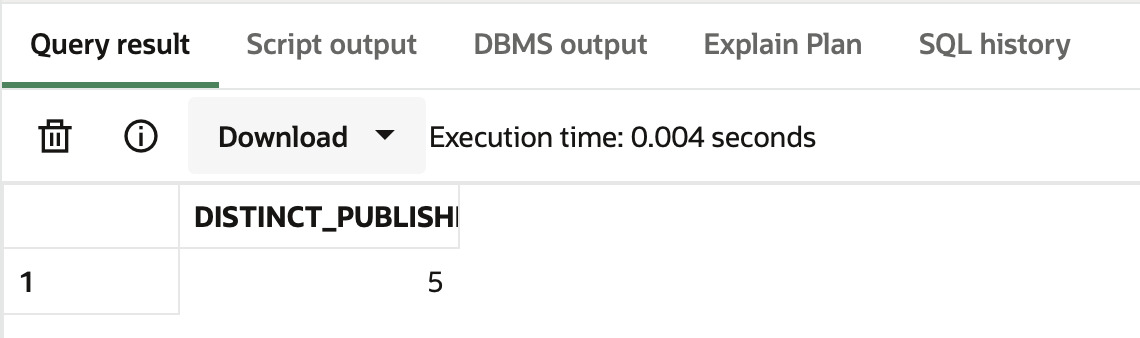 Query result Script output DBMS output Explain Plan SQL history
Download Execution time: 0.004 seconds
DISTINCT_PUBLISH
1 5